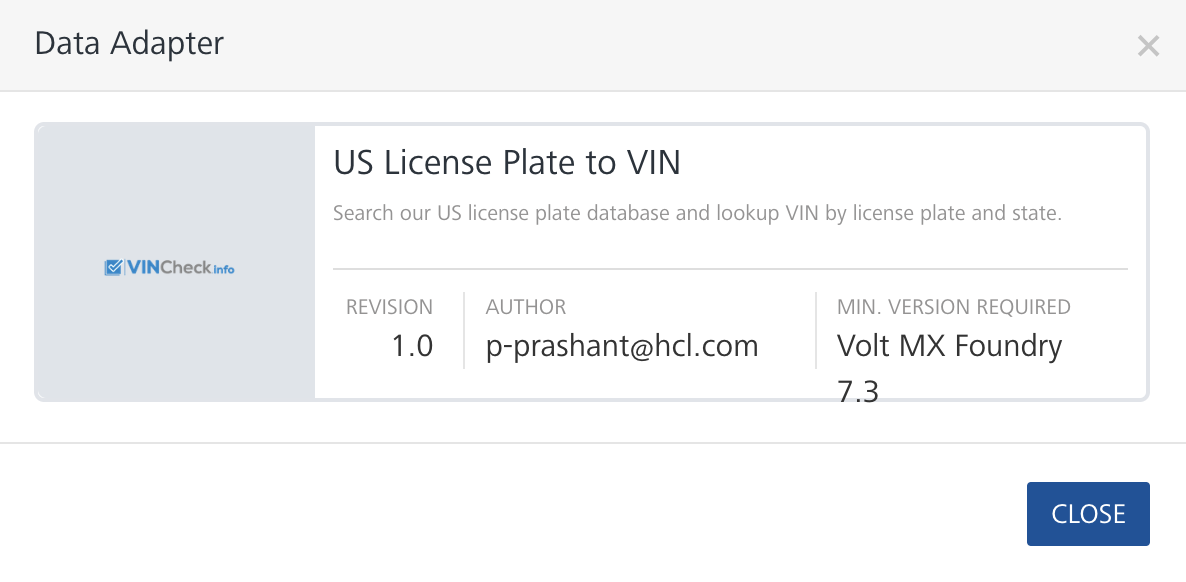 Data Adapter
US License Plate to VIN
Search our US license plate database and lookup VIN by license plate and state.
VINCheck.info
REVISION
1.0
AUTHOR
p-prashant@hcl.com
MIN. VERSION REQUIRED
Volt MX Foundry
7.3
CLOSE